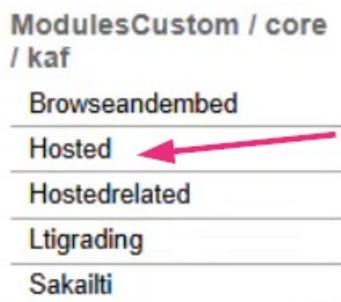 ModulesCustom / core
/ kaf
Browseandembed
Hosted
Hostedrelated
Ltigrading
Sakailti